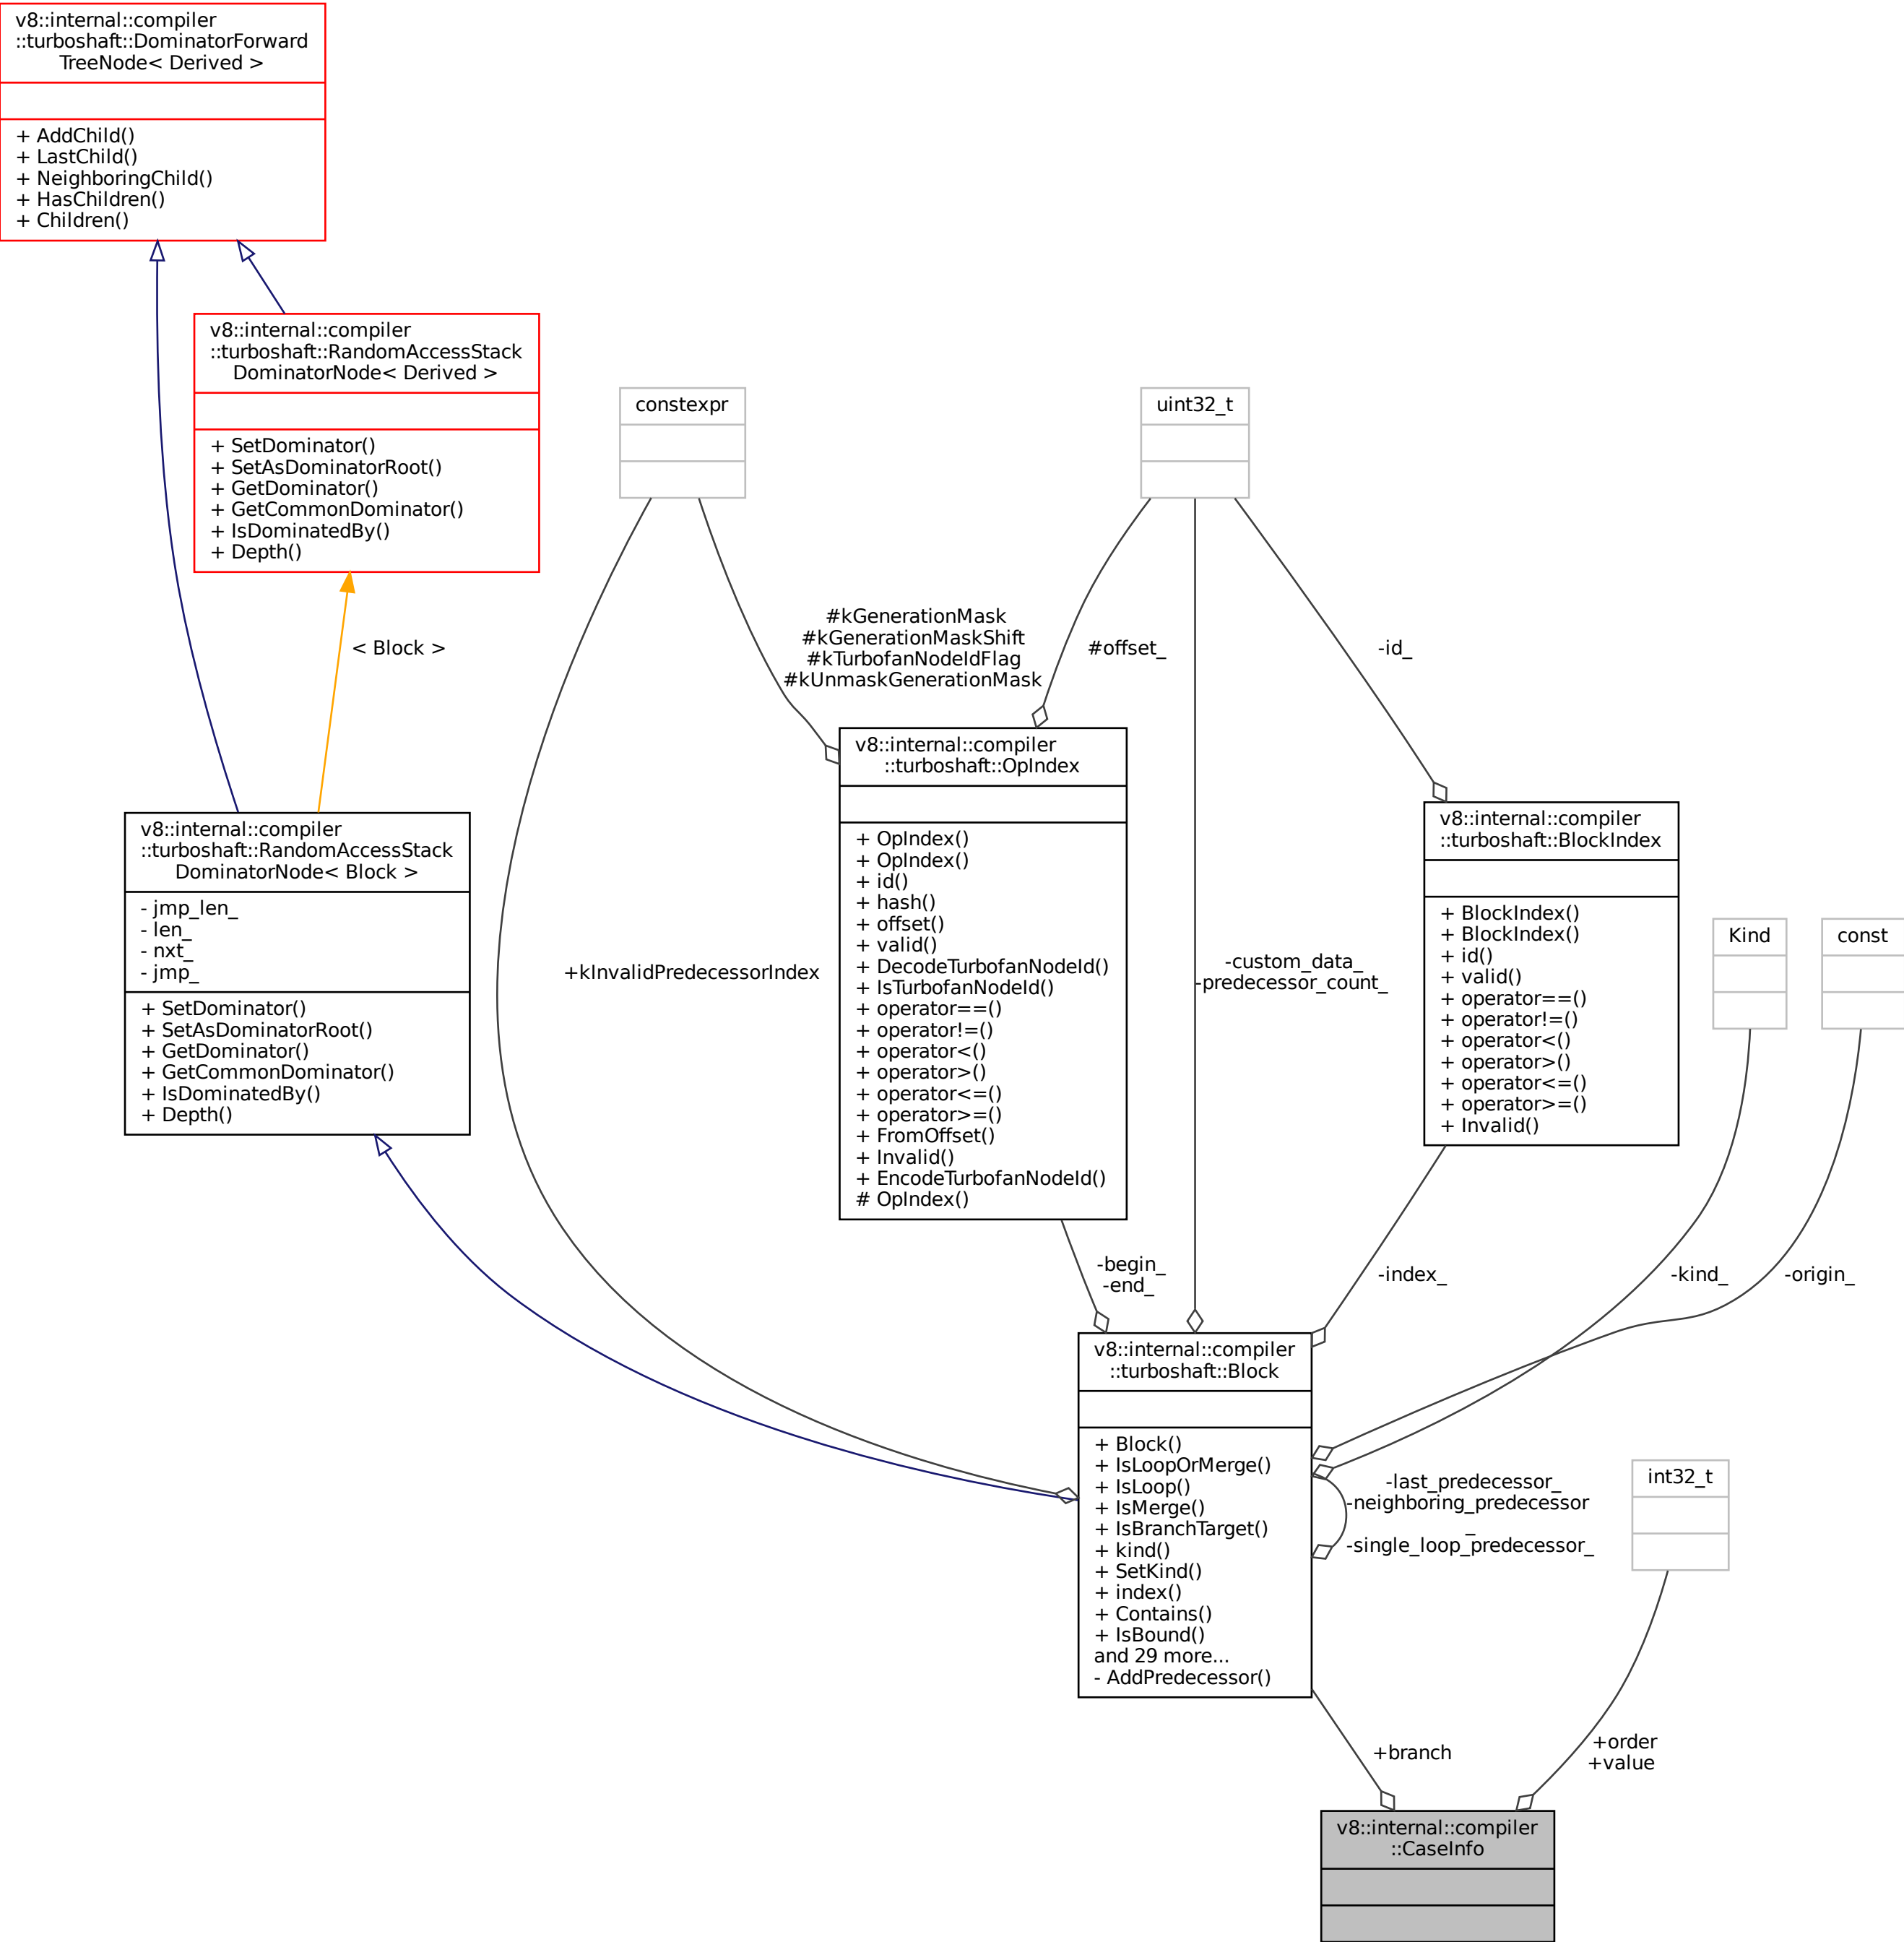 v8::internal::compiler
::turboshaft::DominatorForward
TreeNode< Derived >
+ AddChild()
+ LastChild()
+ NeighboringChild()
+ HasChildren()
+ Children()
v8::internal::compiler
::turboshaft::RandomAccessStack
DominatorNode< Derived >
+ SetDominator()
+ SetAsDominatorRoot()
+ GetDominator()
+ GetCommonDominator()
+ IsDominatedBy()
+ Depth()
constexpr
uint32_t
< Block >
#kGenerationMask
#kGenerationMaskShift
#kTurbofanNodeIdFlag
#kUnmaskGenerationMask
#offset_
-id_
v8::internal::compiler
::turboshaft::RandomAccessStack
DominatorNode< Block >
- jmp_len_
- len_
- nxt_
- jmp_
+ SetDominator()
+ SetAsDominatorRoot()
+ GetDominator()
+ GetCommonDominator()
+ IsDominatedBy()
+ Depth()
+kInvalidPredecessorIndex
v8::internal::compiler
::turboshaft::OpIndex
+ OpIndex()
+ OpIndex()
+ id()
+ hash()
+ offset()
+ valid()
+ DecodeTurbofanNodeId()
+ IsTurbofanNodeId()
+ operator==()
+ operator!=()
+ operator<()
+ operator>()
+ operator<=()
+ operator>=()
+ FromOffset()
+ Invalid()
+ EncodeTurbofanNodeId()
# OpIndex()
-custom_data_
-predecessor_count_
v8::internal::compiler
::turboshaft::BlockIndex
+ BlockIndex()
+ BlockIndex()
+ id()
+ valid()
+ operator==()
+ operator!=()
+ operator<()
+ operator>()
+ operator<=()
+ operator>=()
+ Invalid()
Kind
const
-begin_
-end_
-index_
-kind_
-origin_
v8::internal::compiler
::turboshaft::Block
+ Block()
+ IsLoopOrMerge()
+ IsLoop()
+ IsMerge()
+ IsBranchTarget()
+ kind()
+ SetKind()
+ index()
+ Contains()
+ IsBound()
and 29 more...
- AddPredecessor()
-last_predecessor_
-neighboring_predecessor
_
-single_loop_predecessor_
int32_t
+branch
+order
+value
v8::internal::compiler
::CaseInfo